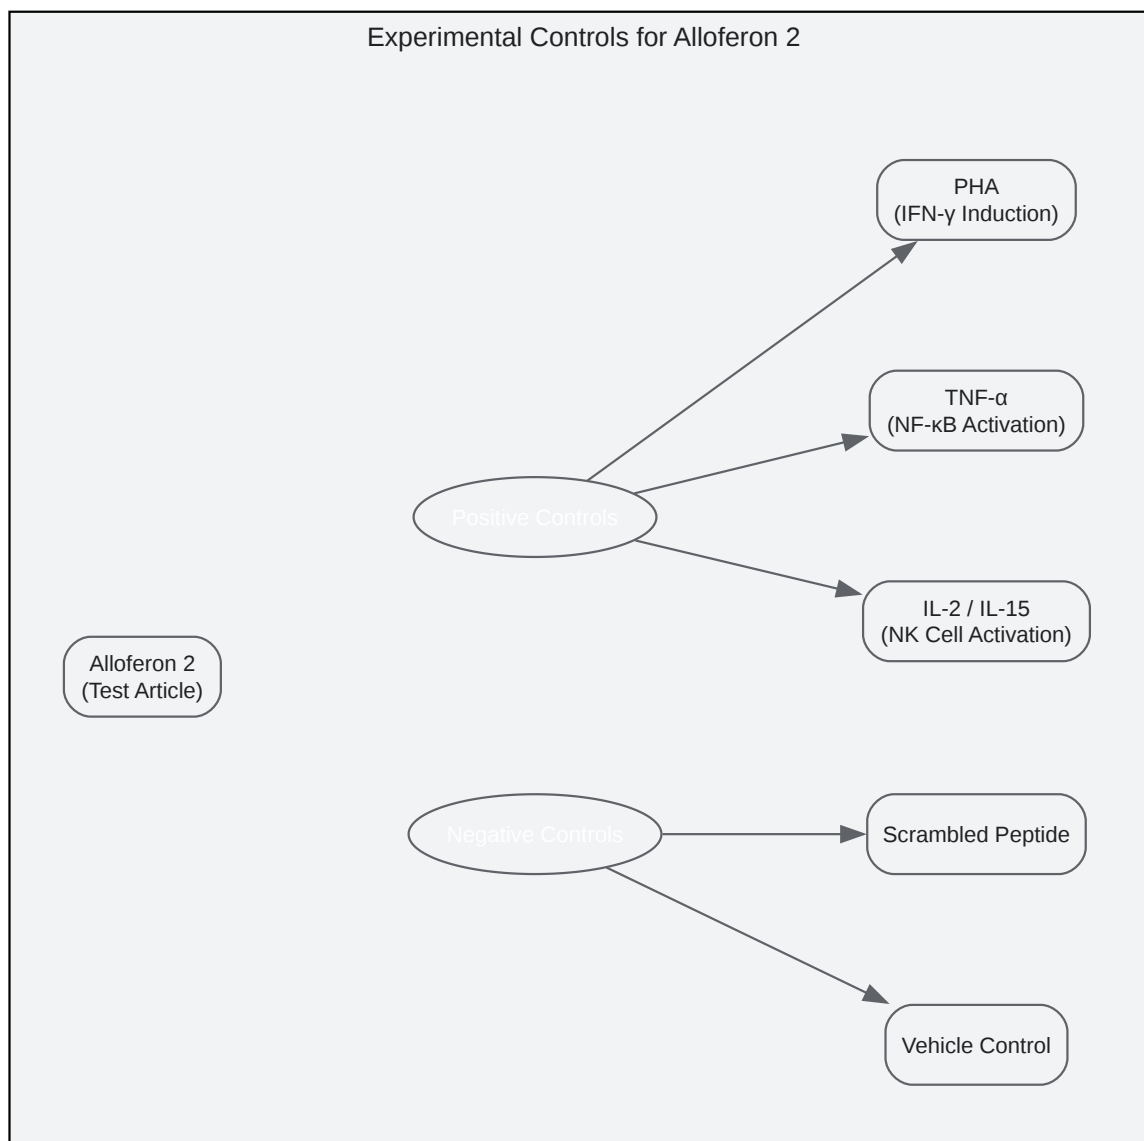 Experimental Controls for Alloferon 2
PHA
(IFN-γ Induction)
TNF-α
(NF-κB Activation)
Positive Controls
IL-2 / IL-15
(NK Cell Activation)
Alloferon 2
(Test Article)
Negative Controls
Scrambled Peptide
Vehicle Control